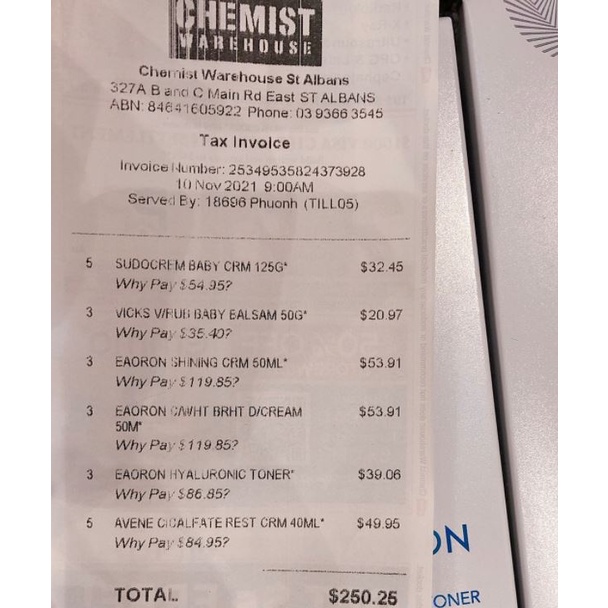 CHEMIST
WAREHOUSE
Chemist Warehouse St Albans
327A B and C Main Rd East ST ALBANS
ABN: 84641605922 Phone: 03 9366 3545
Tax Invoice
Invoice Number: 25349535824373928
10 Nov 2021 9:00AM
Served By: 18696 Phuonh (TILL05)
5 SUDOCREM BABY CRM 125G* $32.45
Why Pay $54.95?
3 VICKS V/RUB BABY BALSAM 50G* $20.97
Why Pay $35.40?
3 EAORON SHINING CRM 50ML* $53.91
Why Pay $119.85?
3 EAORON C/WHT BRHT D/CREAM $53.91
50M*
Why Pay $119.85?
3 EAORON HYALURONIC TONER* $39.06
Why Pay $86.85?
5 AVENE CICALFATE REST CRM 40ML* $49.95
Why Pay $84.95?
TOTAL $250.25
ON
ONER